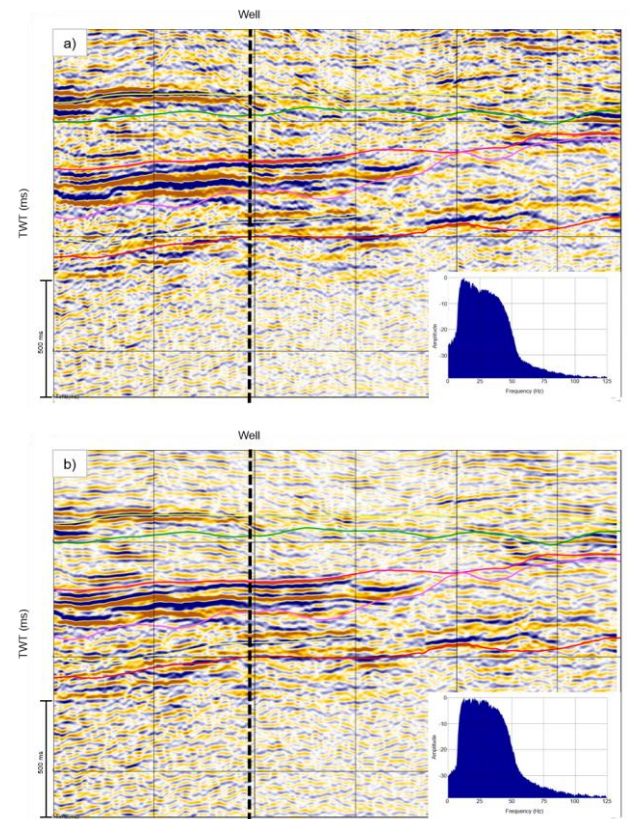 Well
a)
TWT (ms)
500 ms
0
-10
-20
-30
Amplitude
0 25 50 75 100 125
Frequency (Hz)
Well
b)
TWT (ms)
500 ms
0
-10
-20
-30
Amplitude
0 25 50 75 100 125
Frequency (Hz)